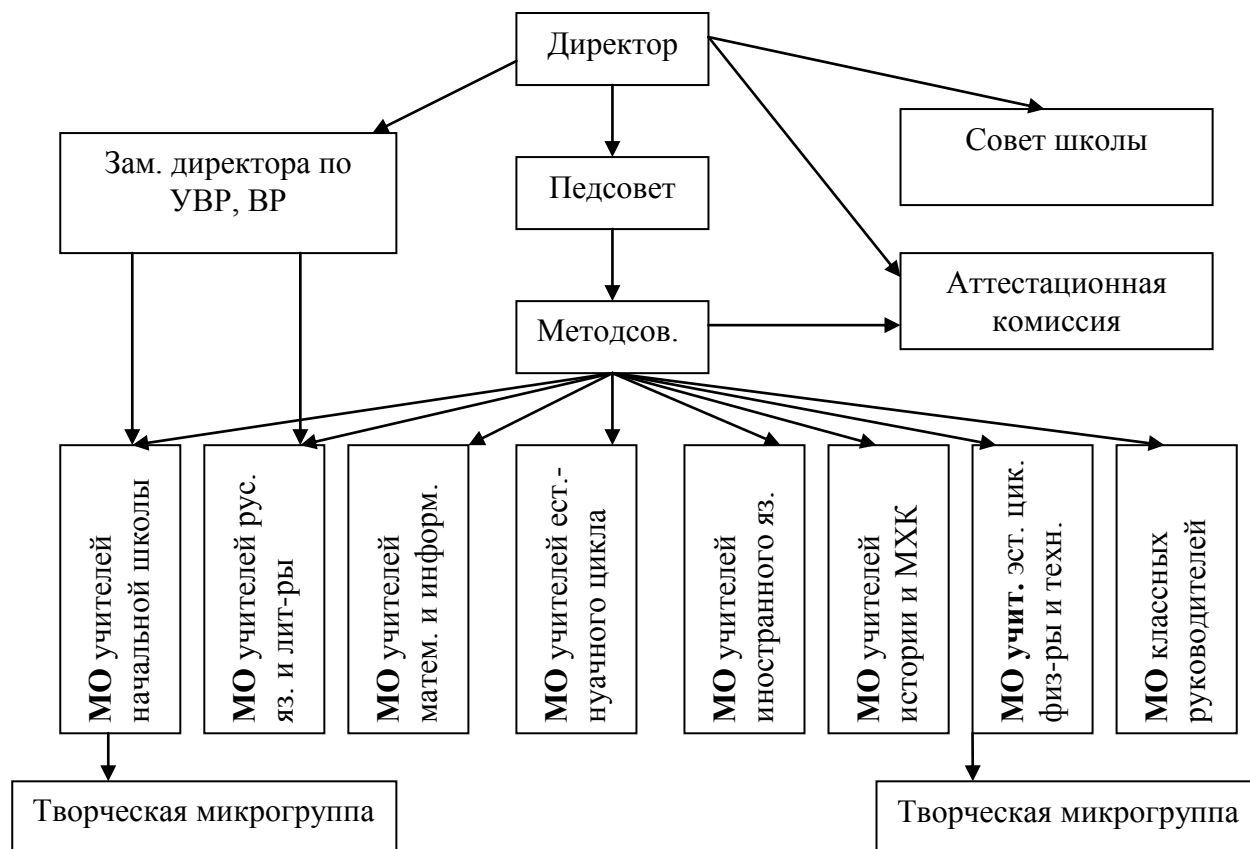 Директор
Совет школы
Зам. директора по
УВР, ВР
Педсовет
Аттестационная
комиссия
Методсов.
МО учителей
начальной школы
МО учителей рус.
яз. и лит-ры
МО учителей
матем. и информ.
МО учителей ест.-
нуачного цикла
МО учителей
иностранного яз.
МО учителей
истории и МХК
МО учит. эст. цик.
физ-ры и техн.
МО классных
руководителей
Творческая микрогруппа
Творческая микрогруппа